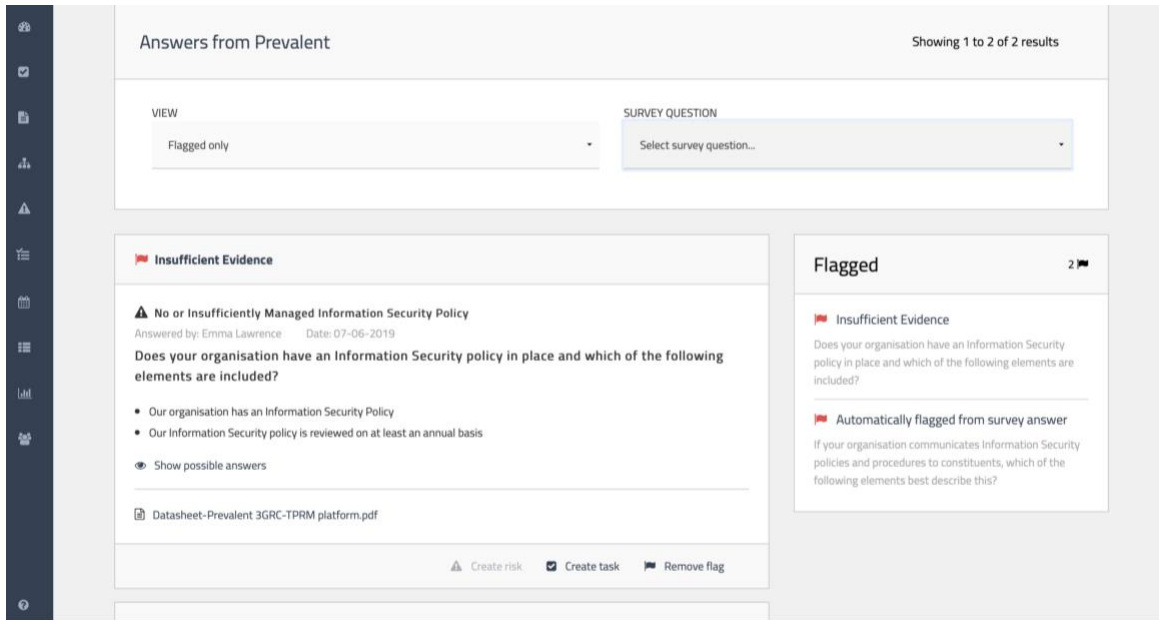 Answers from Prevalent
Showing 1 to 2 of 2 results
VIEW
SURVEY QUESTION
Flagged only
Select survey question...
Insufficient Evidence
No or Insufficiently Managed Information Security Policy
Answered by: Emma Lawrence Date: 07-06-2019
Does your organisation have an Information Security policy in place and which of the following
elements are included?
Our organisation has an Information Security Policy
Our Information Security policy is reviewed on at least an annual basis
Show possible answers
Datasheet-Prevalent 3GRC-TPRM platform.pdf
Create risk
Create task
Remove flag
Flagged
2
Insufficient Evidence
Does your organisation have an Information Security
policy in place and which of the following elements are
included?
Automatically flagged from survey answer
If your organisation communicates Information Security
policies and procedures to constituents, which of the
following elements best describe this?